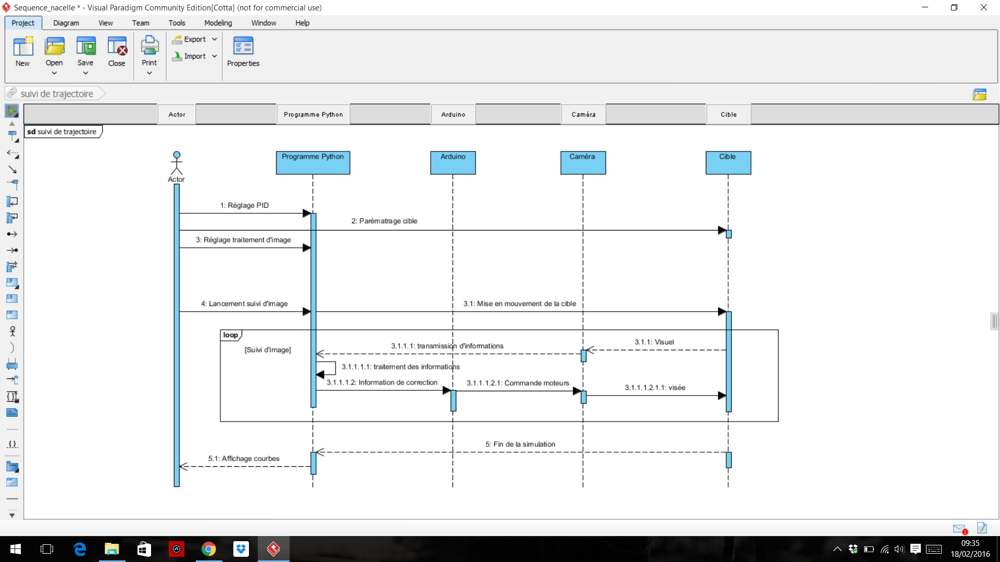 Sequence_nacelle * - Visual Paradigm Community Edition[Cotta] (not for commercial use)
Project Diagram View Team Tools Modeling Window Help
New Open Save Close Print Export Import Properties
suivi de trajectoire
Actor Programme Python Arduino Caméra Cible
sd suivi de trajectoire
Programme Python Arduino Caméra Cible
Actor
1: Réglage PID
2: Parématrage cible
3: Réglage traitement d'image
4: Lancement suivi d'image 3.1: Mise en mouvement de la cible
loop
[Suivi d'image] 3.1.1.1: transmission d'informations 3.1.1: Visuel
3.1.1.1.1: traitement des informations
3.1.1.1.2: Information de correction 3.1.1.1.2.1: Commande moteurs 3.1.1.1.2.1.1: visée
5: Fin de la simulation
5.1: Affichage courbes
1
09:35
18/02/2016